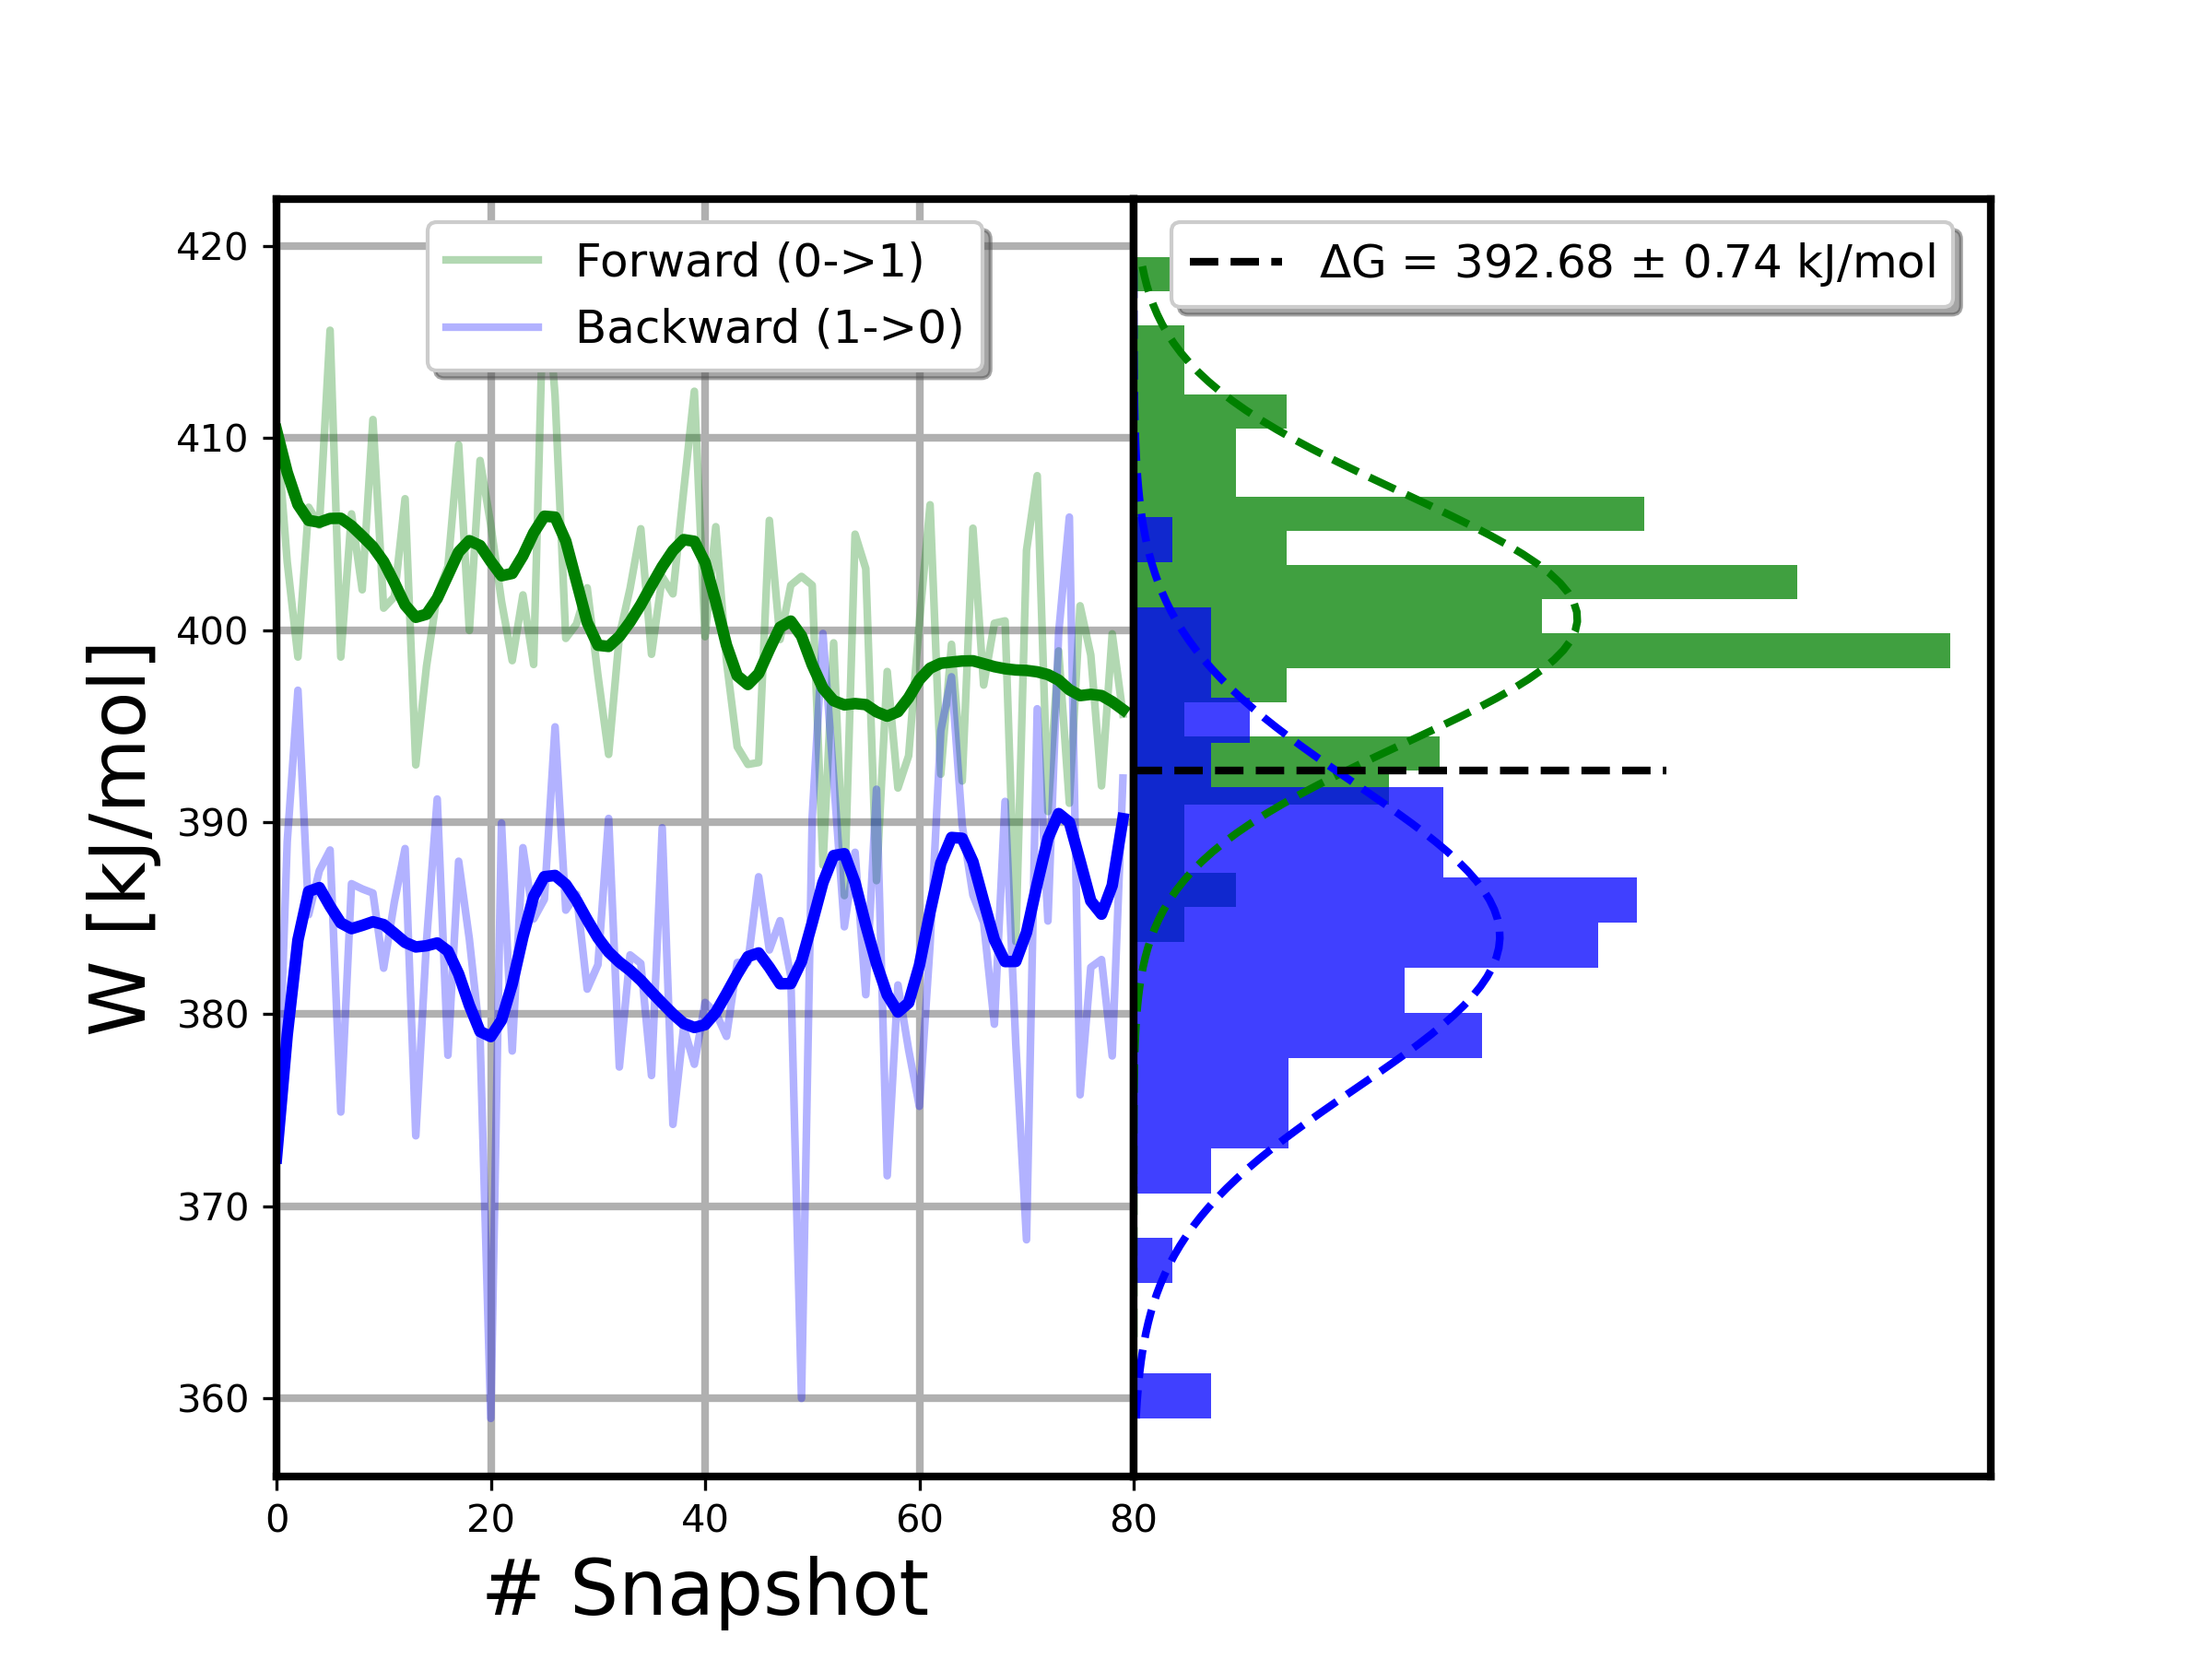 Forward (0->1)
Backward (1->0)
ΔG = 392.68 ± 0.74 kJ/mol
420
410
400
390
380
370
360
W [kJ/mol]
0 20 40 60 80
# Snapshot